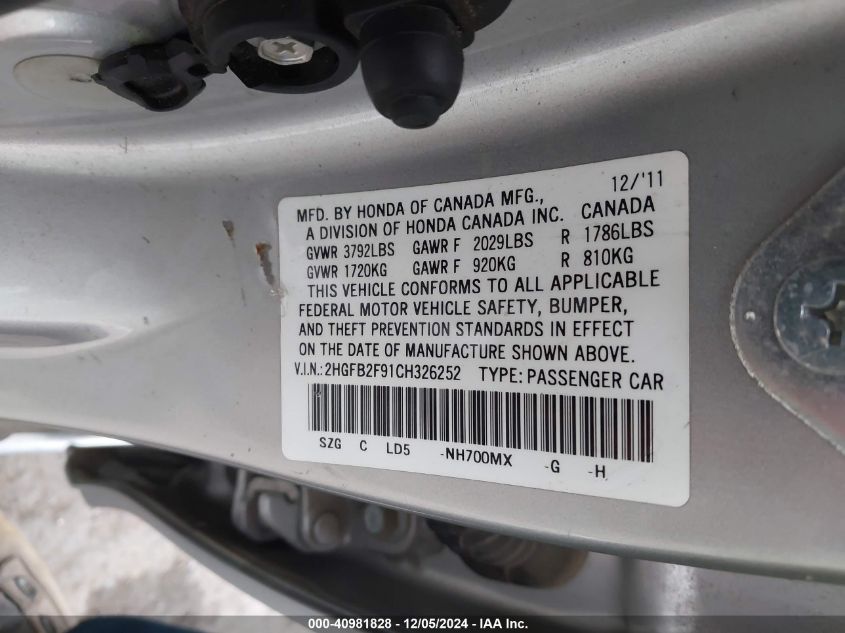 12/'11
MFD. BY HONDA OF CANADA MFG.,
A DIVISION OF HONDA CANADA INC. CANADA
GVWR 3792LBS GAWR F 2029LBS R 1786LBS
GVWR 1720KG GAWR F 920KG R 810KG
THIS VEHICLE CONFORMS TO ALL APPLICABLE
FEDERAL MOTOR VEHICLE SAFETY, BUMPER,
AND THEFT PREVENTION STANDARDS IN EFFECT
ON THE DATE OF MANUFACTURE SHOWN ABOVE.
V.I.N.: 2HGFB2F91CH326252 TYPE: PASSENGER CAR
SZG C LD5 -NH700MX -G -H
000-40981828 - 12/05/2024 - IAA Inc.